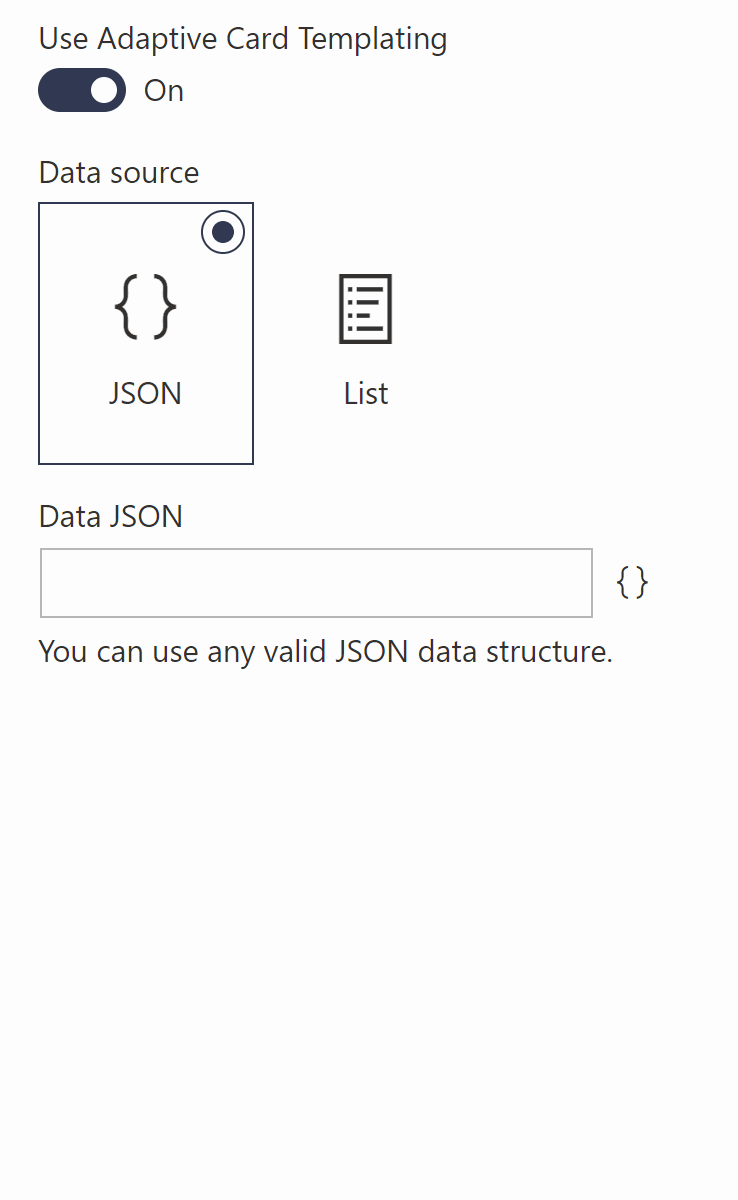 Use Adaptive Card Templating
On
Data source
{ }
JSON
List
Data JSON
{ }
You can use any valid JSON data structure.